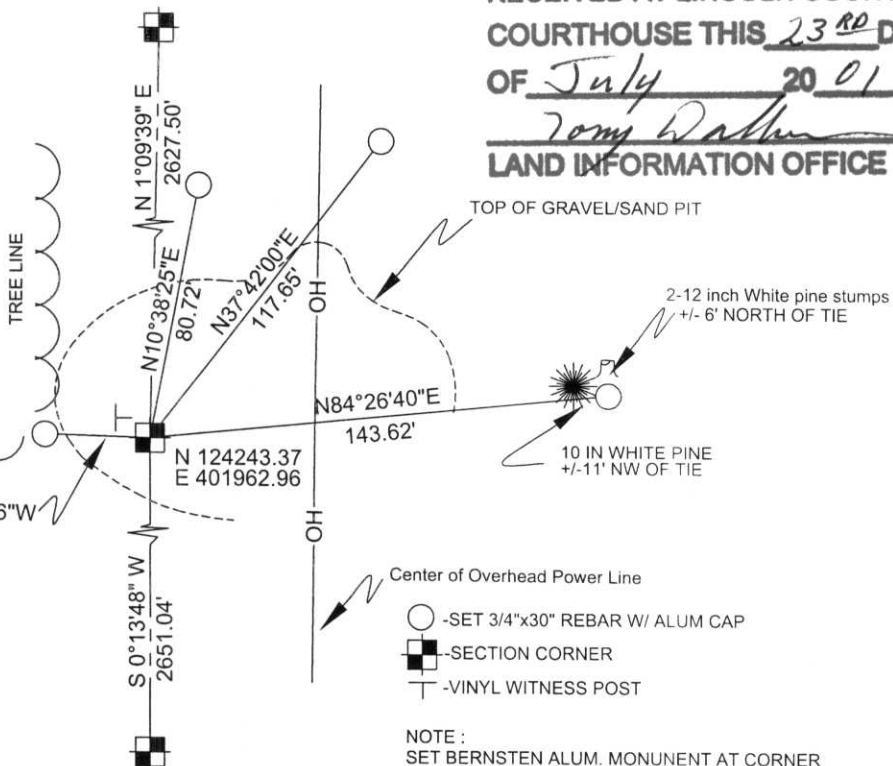 COURTHOUSE THIS 23RD D
OF July 20 01
Tony
LAND INFORMATION OFFICE
N 1°09'39" E
2627.50'
TREE LINE
N10°38'25"E
80.72'
N37°42'00"E
117.65'
OH
TOP OF GRAVEL/SAND PIT
2-12 inch White pine stumps
+/- 6' NORTH OF TIE
N84°26'40"E
143.62'
10 IN WHITE PINE
+/-11' NW OF TIE
N 124243.37
E 401962.96
6"W
OH
S 0°13'48" W
2651.04'
Center of Overhead Power Line
-SET 3/4"x30" REBAR W/ ALUM CAP
-SECTION CORNER
-VINYL WITNESS POST
NOTE :
SET BERNSTEN ALUM. MONUNENT AT CORNER